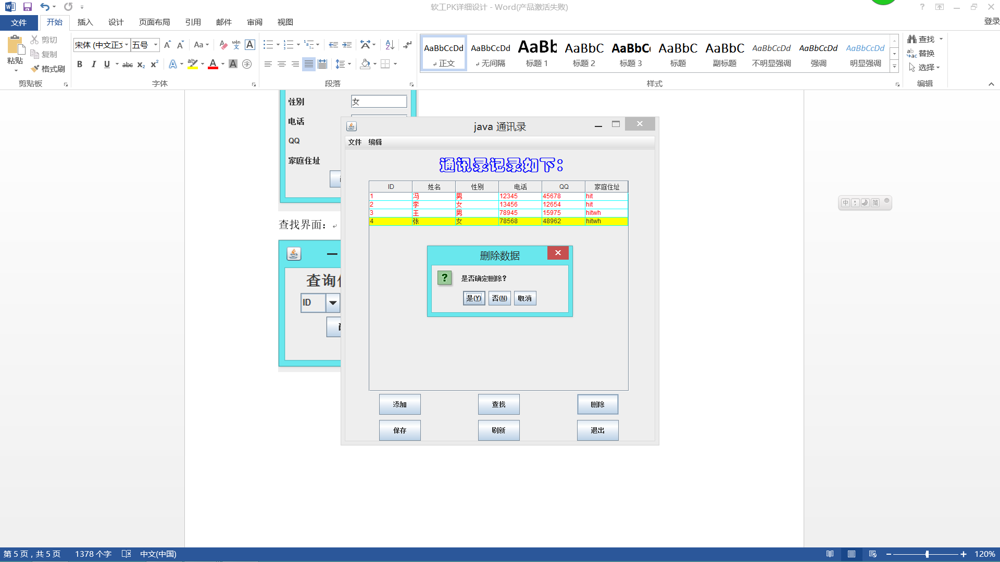 软工PK详细设计 - Word(产品激活失败)
文件 开始 插入 设计 页面布局 引用 邮件 审阅 视图 登录
粘贴 剪切 复制 格式刷
宋体 (中文正文 五号
AaBbCcDd AaBbCcDd AaBb AaBbC AaBbC AaBbC AaBbC AaBbCcDd AaBbCcDd AaBbCcDd
正文 无间隔 标题 1 标题 2 标题 3 标题 副标题 不明显强调 强调 明显强调
查找
替换
选择
剪贴板 字体 段落 样式 编辑
性别 女
电话
QQ
家庭住址
查找界面：
ID
java 通讯录
文件 编辑
通讯录记录如下：
ID 姓名 性别 电话 QQ 家庭住址
1 冯 男 12345 45678 hit
2 李 女 13456 12654 hit
3 王 男 78945 15975 hitwh
4 张 女 78568 48962 hitwh
删除数据
是否确定删除?
是(Y) 否(N) 取消
添加 查找 删除
保存 刷新 退出
中 ; 简
第 5 页，共 5 页 1378 个字 中文(中国) 120%